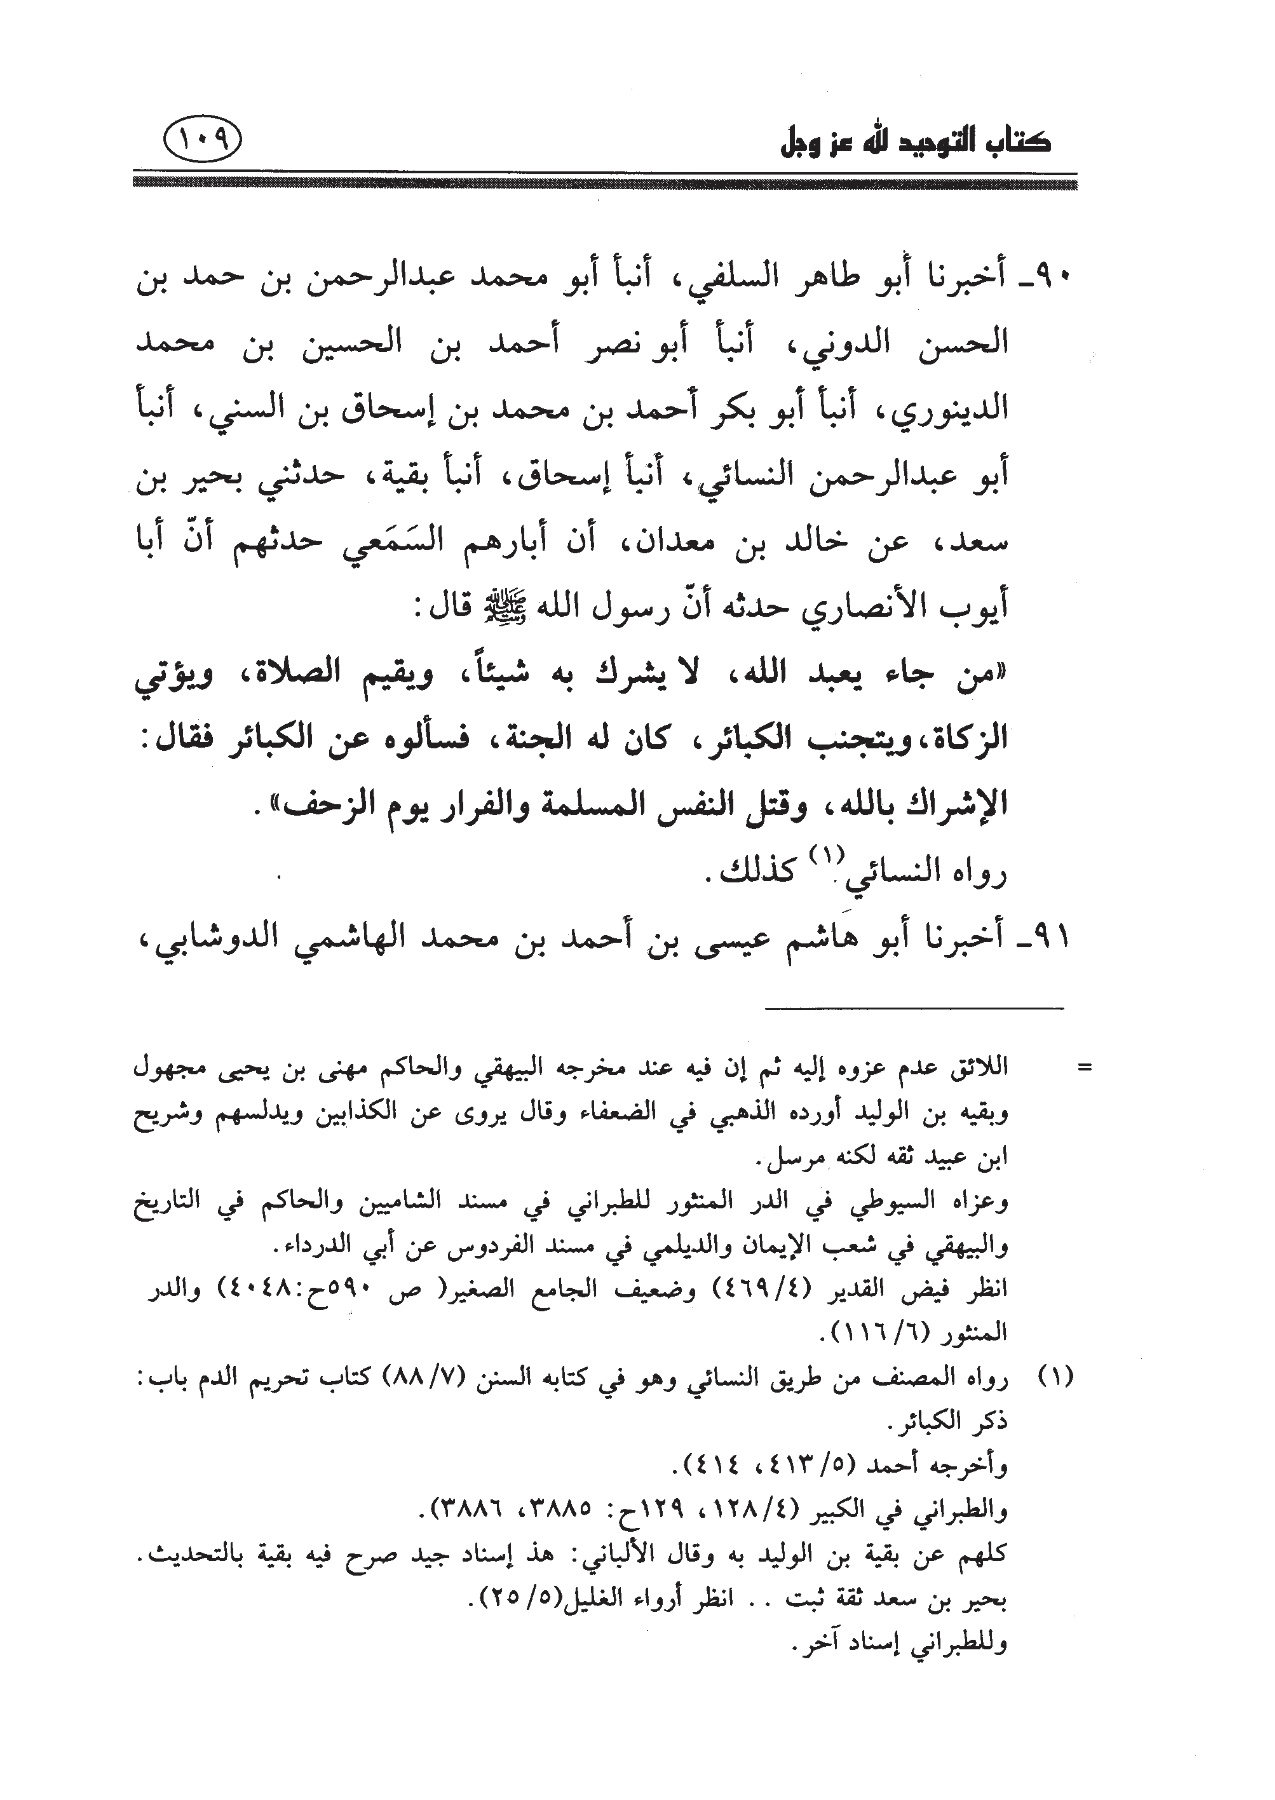 كتاب التوحيد لله عز وجل
١٠٩
٩٠ـ أخبرنا أبو طاهر السلفي، أنبأ أبو محمد عبدالرحمن بن حمد بن
الحسن الدوني، أنبأ أبو نصر أحمد بن الحسين بن محمد
الدينوري، أنبأ أبو بكر أحمد بن محمد بن إسحاق بن السني، أنبأ
أبو عبدالرحمن النسائي، أنبأ إسحاق، أنبأ بقية، حدثني بحير بن
سعد، عن خالد بن معدان، أن أبارهم السَمَعي حدثهم أنّ أبا
أيوب الأنصاري حدثه أنّ رسول الله ﷺ قال:
«من جاء يعبد الله، لا يشرك به شيئاً، ويقيم الصلاة، ويؤتي
الزكاة،ويتجنب الكبائر، كان له الجنة، فسألوه عن الكبائر فقال:
الإشراك بالله، وقتل النفس المسلمة والفرار يوم الزحف».
رواه النسائي(١) كذلك.
٩١ـ أخبرنا أبو هاشم عيسى بن أحمد بن محمد الهاشمي الدوشابي،
= اللائق عدم عزوه إليه ثم إن فيه عند مخرجه البيهقي والحاكم مهنى بن يحيى مجهول
وبقيه بن الوليد أورده الذهبي في الضعفاء وقال يروى عن الكذابين ويدلسهم وشريح
ابن عبيد ثقه لكنه مرسل.
وعزاه السيوطي في الدر المنثور للطبراني في مسند الشاميين والحاكم في التاريخ
والبيهقي في شعب الإيمان والديلمي في مسند الفردوس عن أبي الدرداء.
انظر فيض القدير (٤/ ٤٦٩) وضعيف الجامع الصغير( ص ٥٩٠ح:٤٠٤٨) والدر
المنثور (٦/ ١١٦).
(١) رواه المصنف من طريق النسائي وهو في كتابه السنن (٧/ ٨٨) كتاب تحريم الدم باب:
ذكر الكبائر.
وأخرجه أحمد (٥/ ٤١٣، ٤١٤).
والطبراني في الكبير (٤/ ١٢٨، ١٢٩ح: ٣٨٨٥، ٣٨٨٦).
كلهم عن بقية بن الوليد به وقال الألباني: هذ إسناد جيد صرح فيه بقية بالتحديث.
بحير بن سعد ثقة ثبت .. انظر أرواء الغليل(٥/ ٢٥).
وللطبراني إسناد آخر.